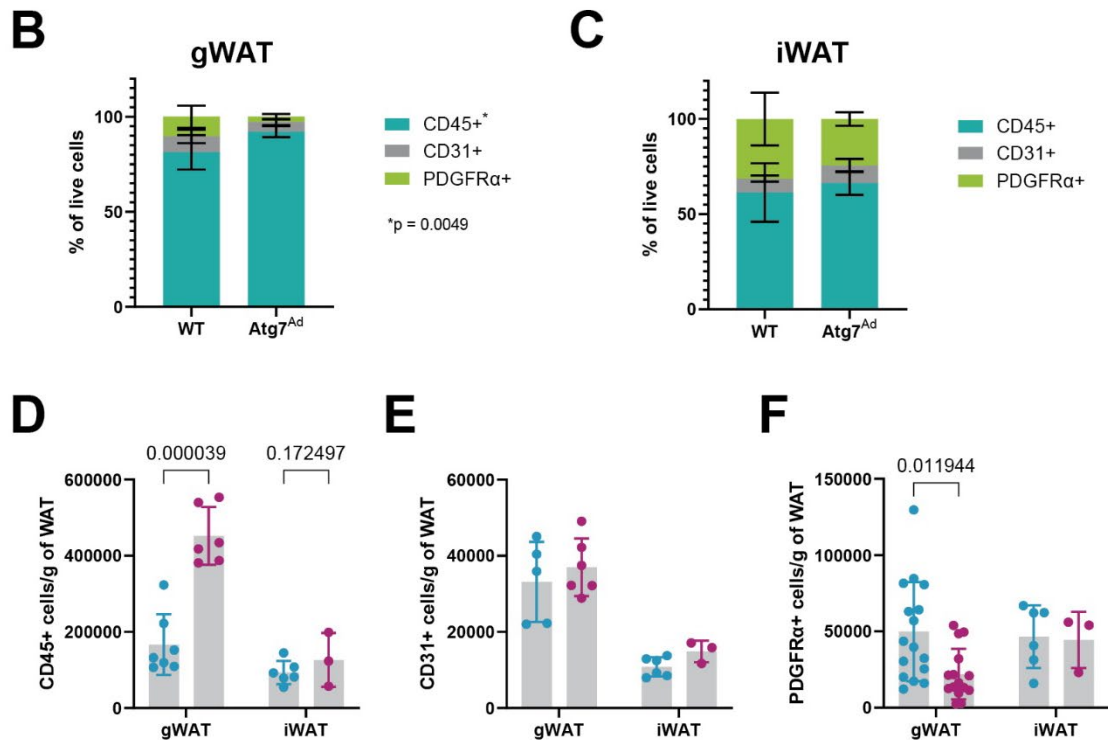 B
gWAT
% of live cells
100
50
0
WT
Atg7Ad
CD45+*
CD31+
PDGFRα+
*p = 0.0049
C
iWAT
% of live cells
100
50
0
WT
Atg7Ad
CD45+
CD31+
PDGFRα+
D
0.000039
0.172497
CD45+ cells/g of WAT
600000
400000
200000
0
gWAT
iWAT
E
CD31+ cells/g of WAT
60000
40000
20000
0
gWAT
iWAT
F
0.011944
PDGFRα+ cells/g of WAT
150000
100000
50000
0
gWAT
iWAT